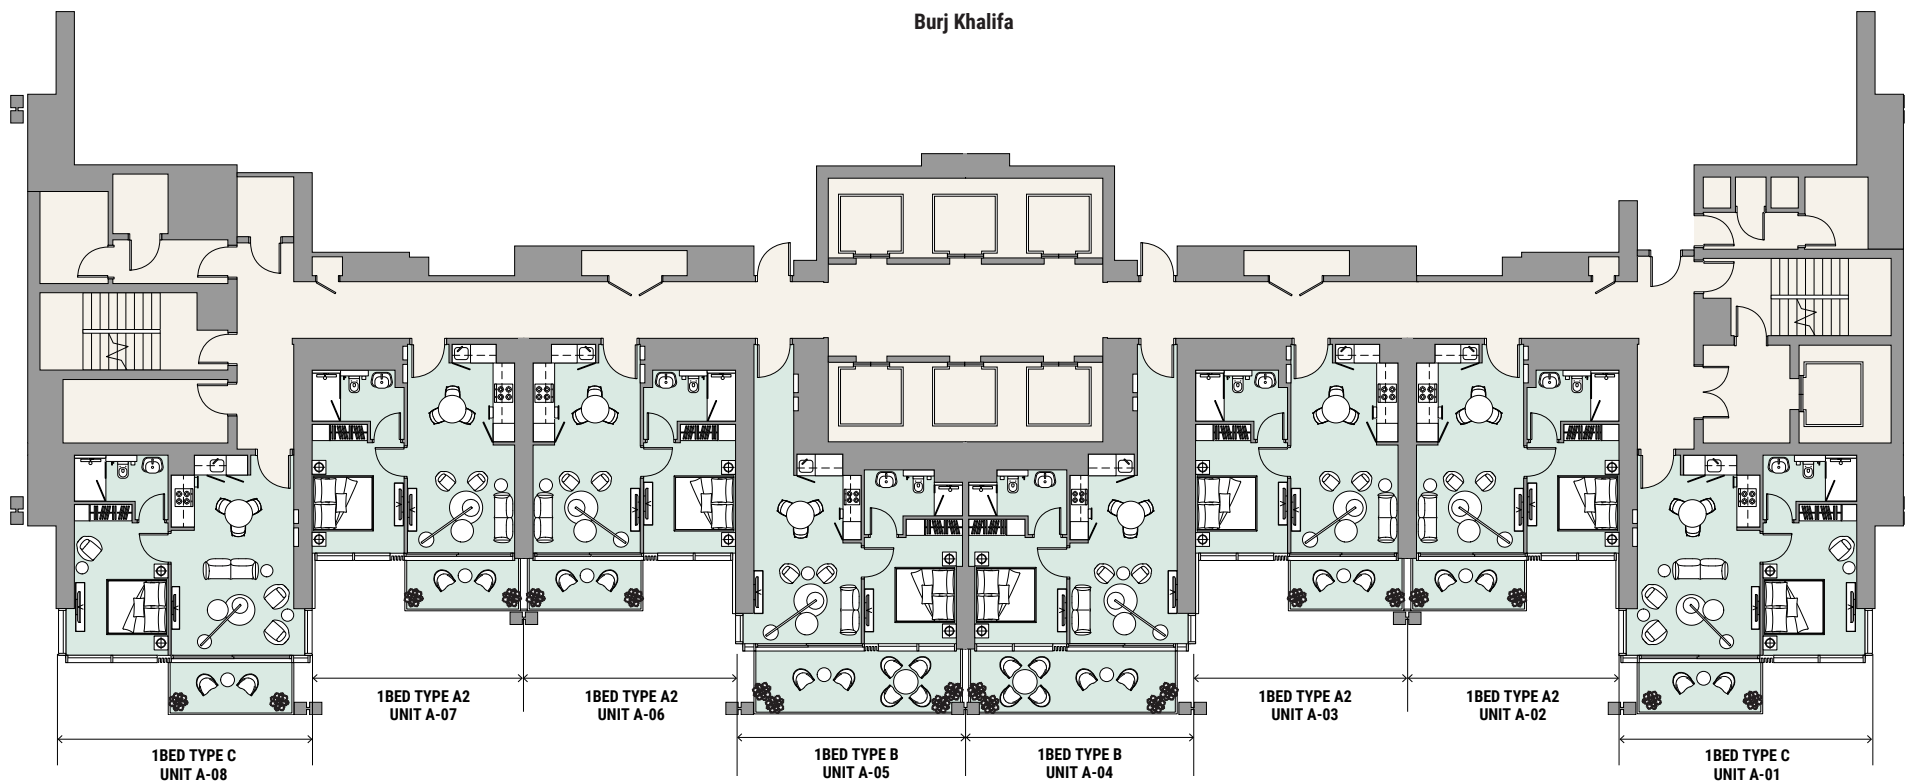 Burj Khalifa
1BED TYPE A2
UNIT A-07
1BED TYPE A2
UNIT A-06
1BED TYPE A2
UNIT A-03
1BED TYPE A2
UNIT A-02
1BED TYPE C
UNIT A-08
1BED TYPE B
UNIT A-05
1BED TYPE B
UNIT A-04
1BED TYPE C
UNIT A-01